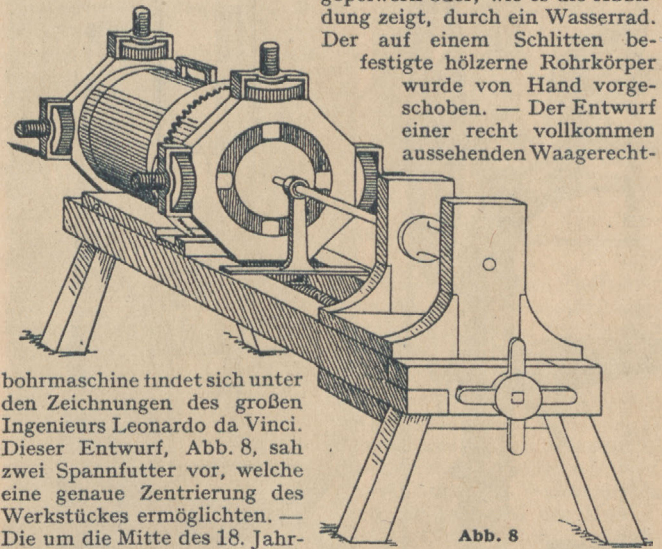 dung zeigt, durch ein Wasserrad.
Der auf einem Schlitten be-
festigte hölzerne Rohrkörper
wurde von Hand vorge-
schoben. — Der Entwurf
einer recht vollkommen
aussehenden Waagerecht-
bohrmaschine findet sich unter
den Zeichnungen des großen
Ingenieurs Leonardo da Vinci.
Dieser Entwurf, Abb. 8, sah
zwei Spannfutter vor, welche
eine genaue Zentrierung des
Werkstückes ermöglichten. —
Die um die Mitte des 18. Jahr-
Abb. 8